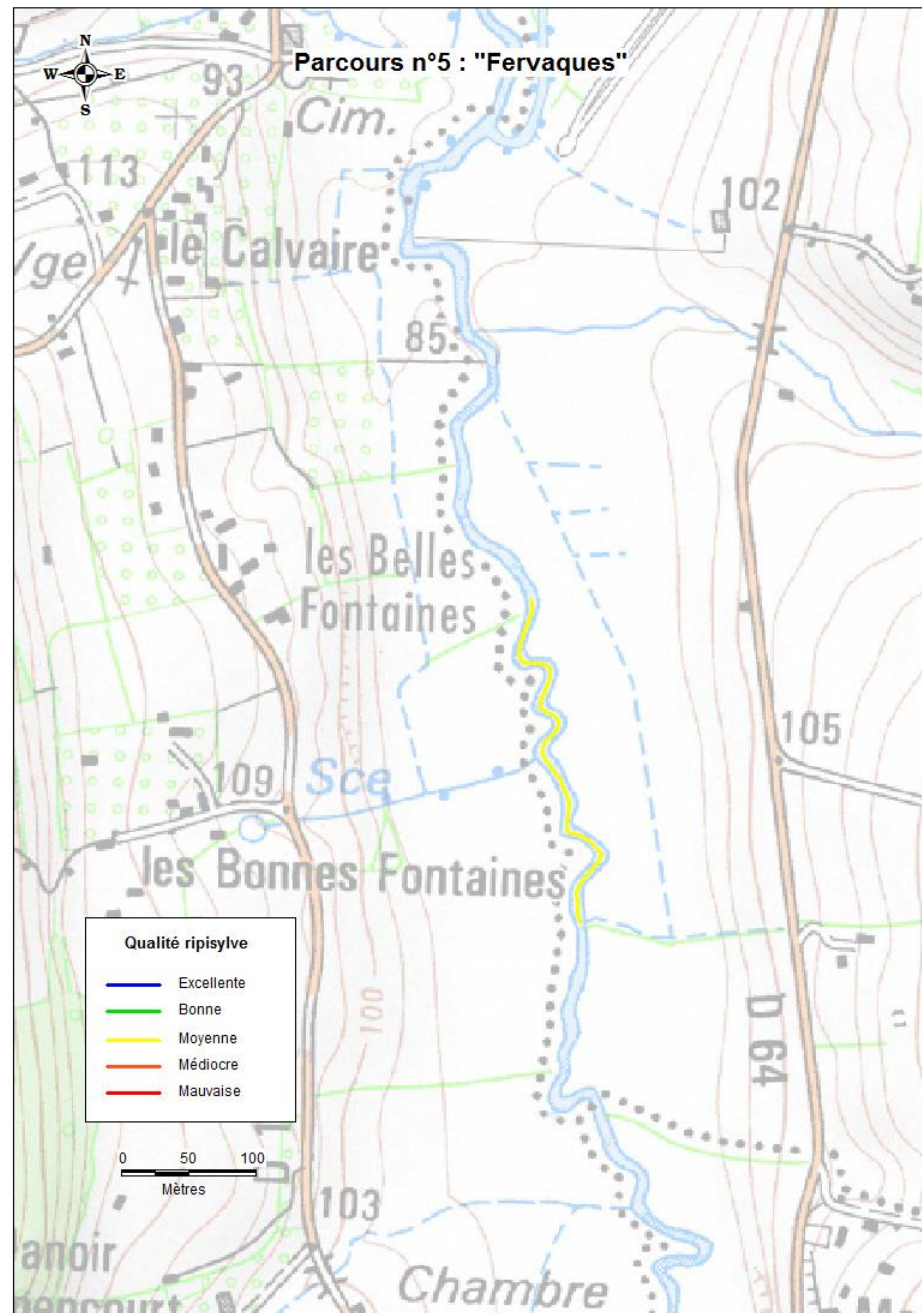 Parcours n°5 : "Fervaques"
N
W
E
S
93
Cim.
113
102
le Calvaire
Vge
85
les Belles
Fontaines
105
109
Sce
les Bonnes Fontaines
Qualité ripisylve
Excellente
Bonne
Moyenne
Médiocre
Mauvaise
100
D 64
0 50 100
Mètres
103
anoir
Chambre